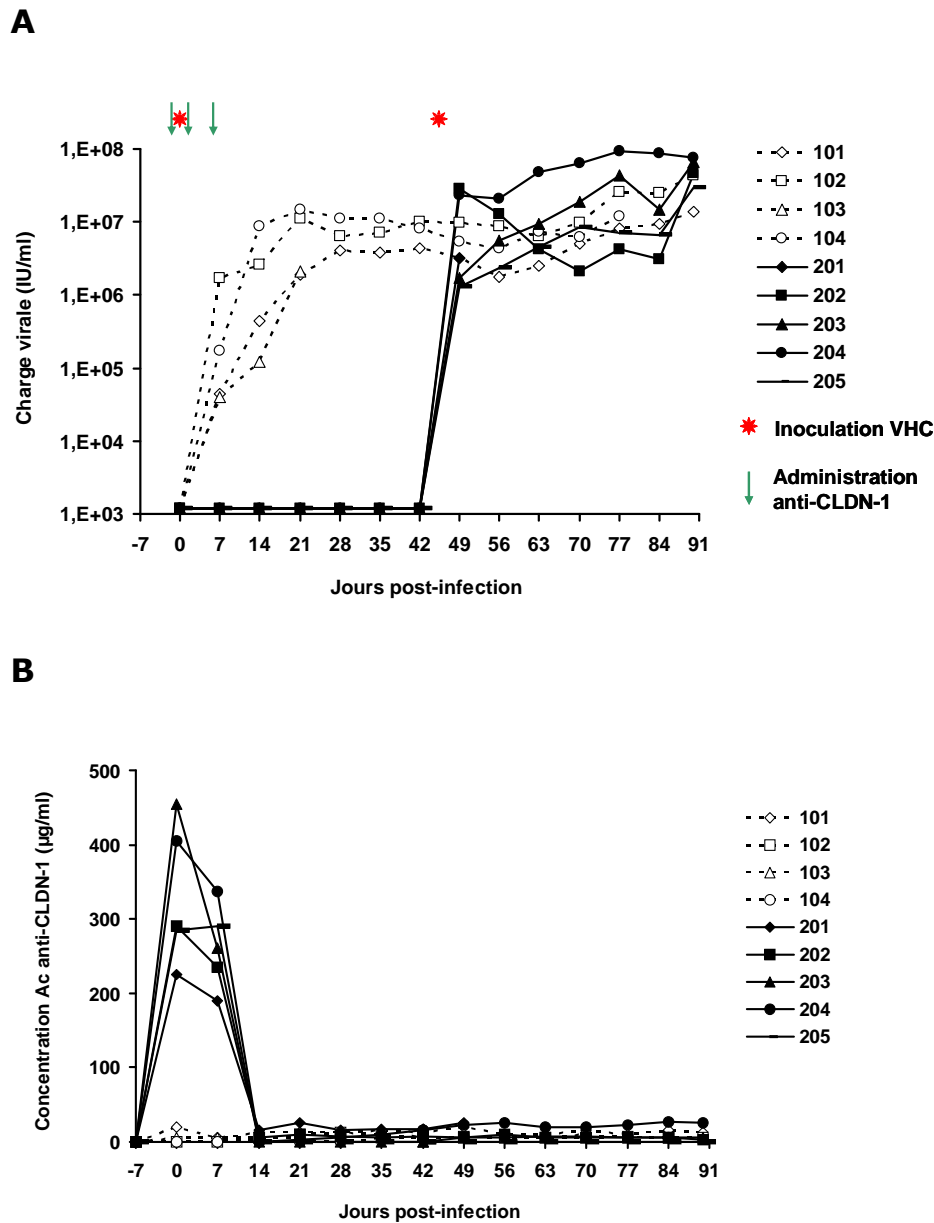 A
Charge virale (IU/ml)
1,E+08
1,E+07
1,E+06
1,E+05
1,E+04
1,E+03
-7 0 7 14 21 28 35 42 49 56 63 70 77 84 91
Jours post-infection
101
102
103
104
201
202
203
204
205
Inoculation VHC
Administration
anti-CLDN-1
B
Concentration Ac anti-CLDN-1 (µg/ml)
500
400
300
200
100
0
-7 0 7 14 21 28 35 42 49 56 63 70 77 84 91
Jours post-infection
101
102
103
104
201
202
203
204
205